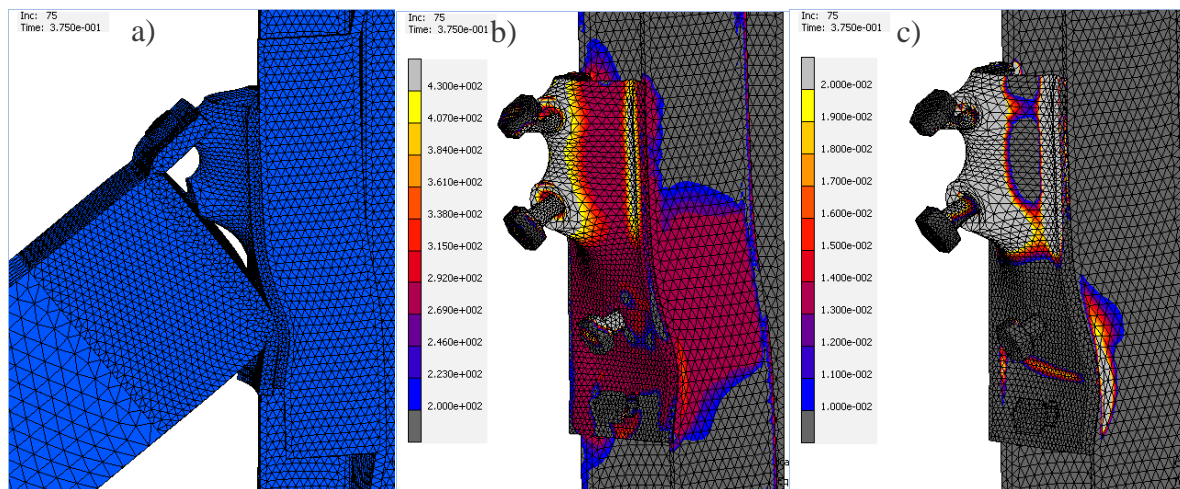 Inc: 75
Time: 3.750e-001
a)
Inc: 75
Time: 3.750e-001
b)
4.300e+002
4.070e+002
3.840e+002
3.610e+002
3.380e+002
3.150e+002
2.920e+002
2.690e+002
2.460e+002
2.230e+002
2.000e+002
Inc: 75
Time: 3.750e-001
c)
2.000e-002
1.900e-002
1.800e-002
1.700e-002
1.600e-002
1.500e-002
1.400e-002
1.300e-002
1.200e-002
1.100e-002
1.000e-002